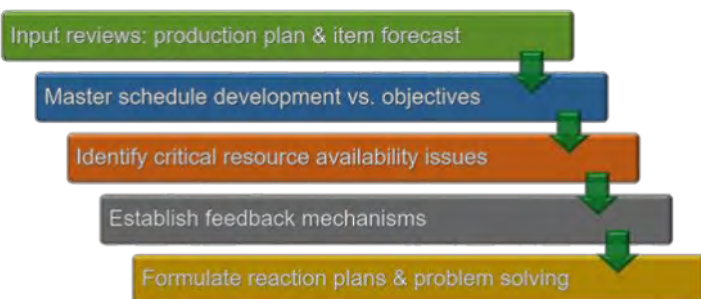 Input reviews: production plan & item forecast
Master schedule development vs. objectives
Identify critical resource availability issues
Establish feedback mechanisms
Formulate reaction plans & problem solving